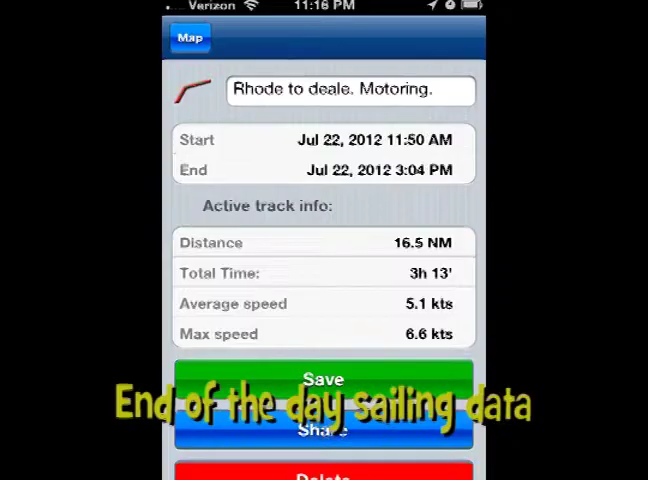 Verizon 11:16 PM
Map
Rhode to deale. Motoring.
Start Jul 22, 2012 11:50 AM
End Jul 22, 2012 3:04 PM
Active track info:
Distance 16.5 NM
Total Time: 3h 13'
Average speed 5.1 kts
Max speed 6.6 kts
Save
End of the day sailing data
Share
Delete